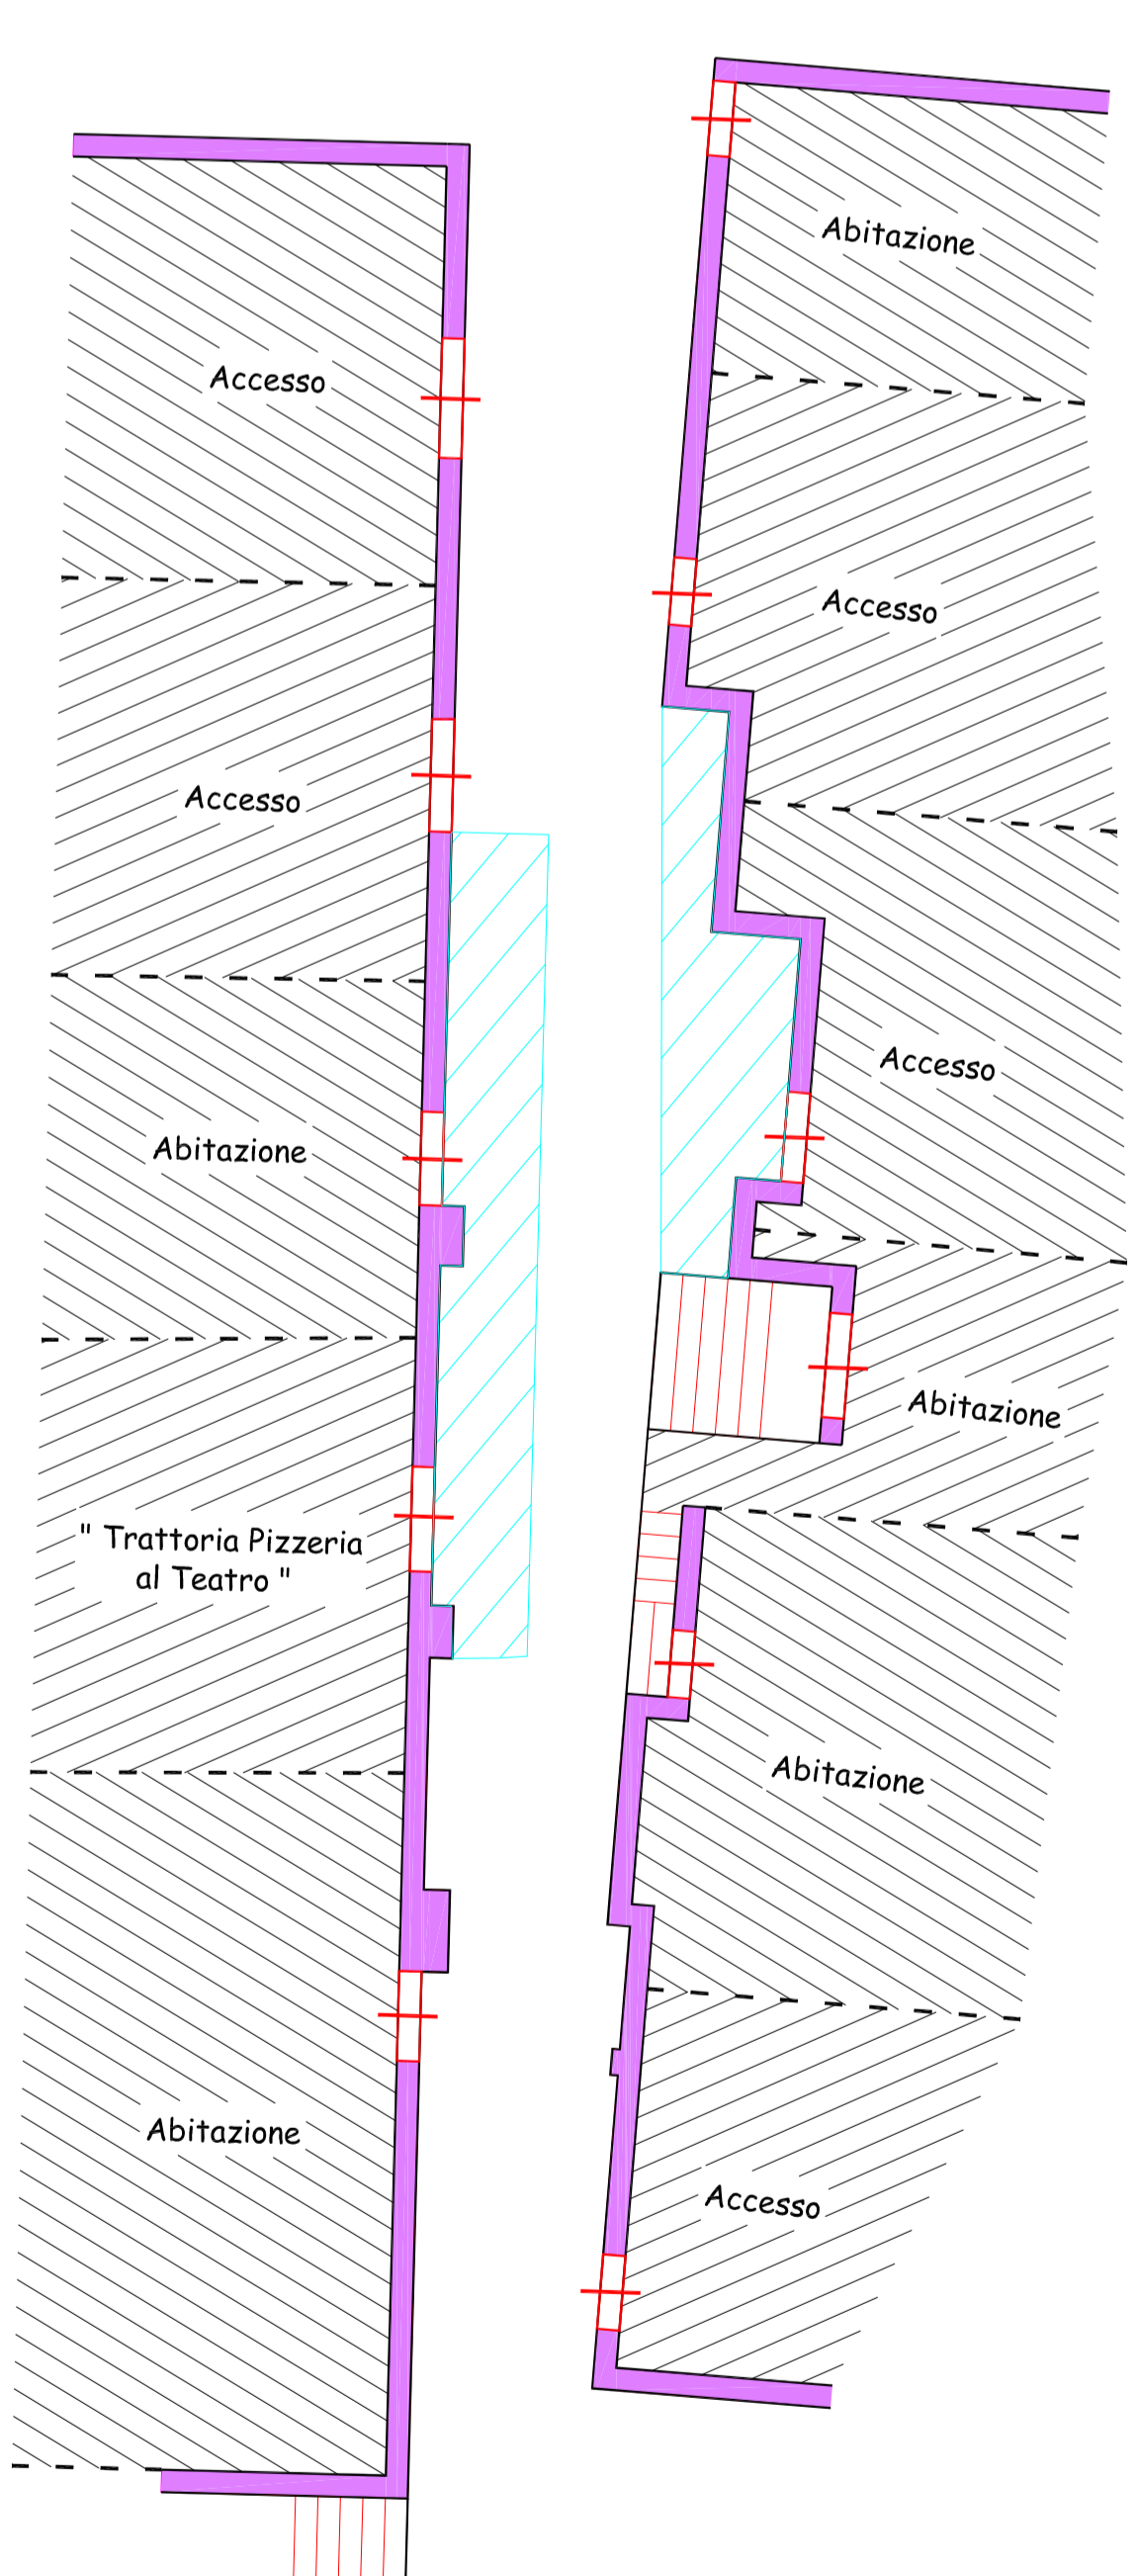 Accesso
Accesso
Abitazione
" Trattoria Pizzeria
al Teatro "
Abitazione
Abitazione
Accesso
Accesso
Abitazione
Abitazione
Accesso